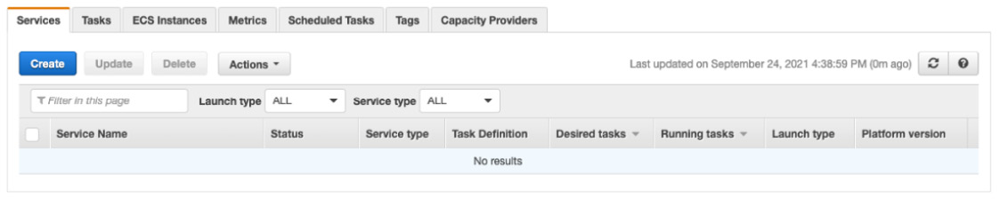 Services Tasks ECS Instances Metrics Scheduled Tasks Tags Capacity Providers
Create Update Delete Actions Last updated on September 24, 2021 4:38:59 PM (0m ago)
Filter in this page Launch type ALL Service type ALL
Service Name Status Service type Task Definition Desired tasks Running tasks Launch type Platform version
No results